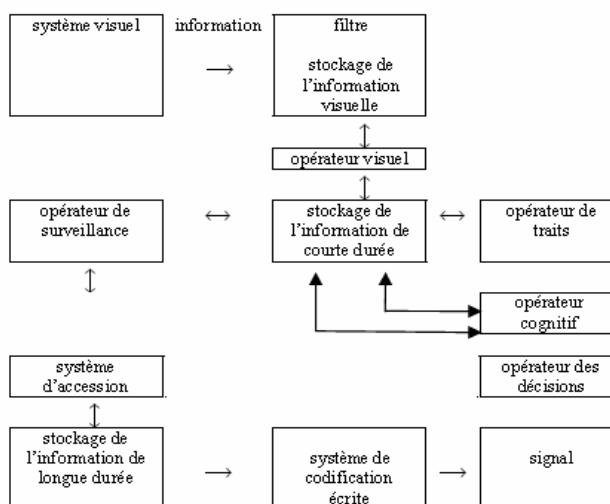 système visuel
information
filtre
stockage de
l'information
visuelle
opérateur visuel
opérateur de
surveillance
stockage de
l'information de
courte durée
opérateur de
traits
opérateur
cognitif
système
d'accession
opérateur des
décisions
stockage de
l'information de
longue durée
système de
codification
écrite
signal